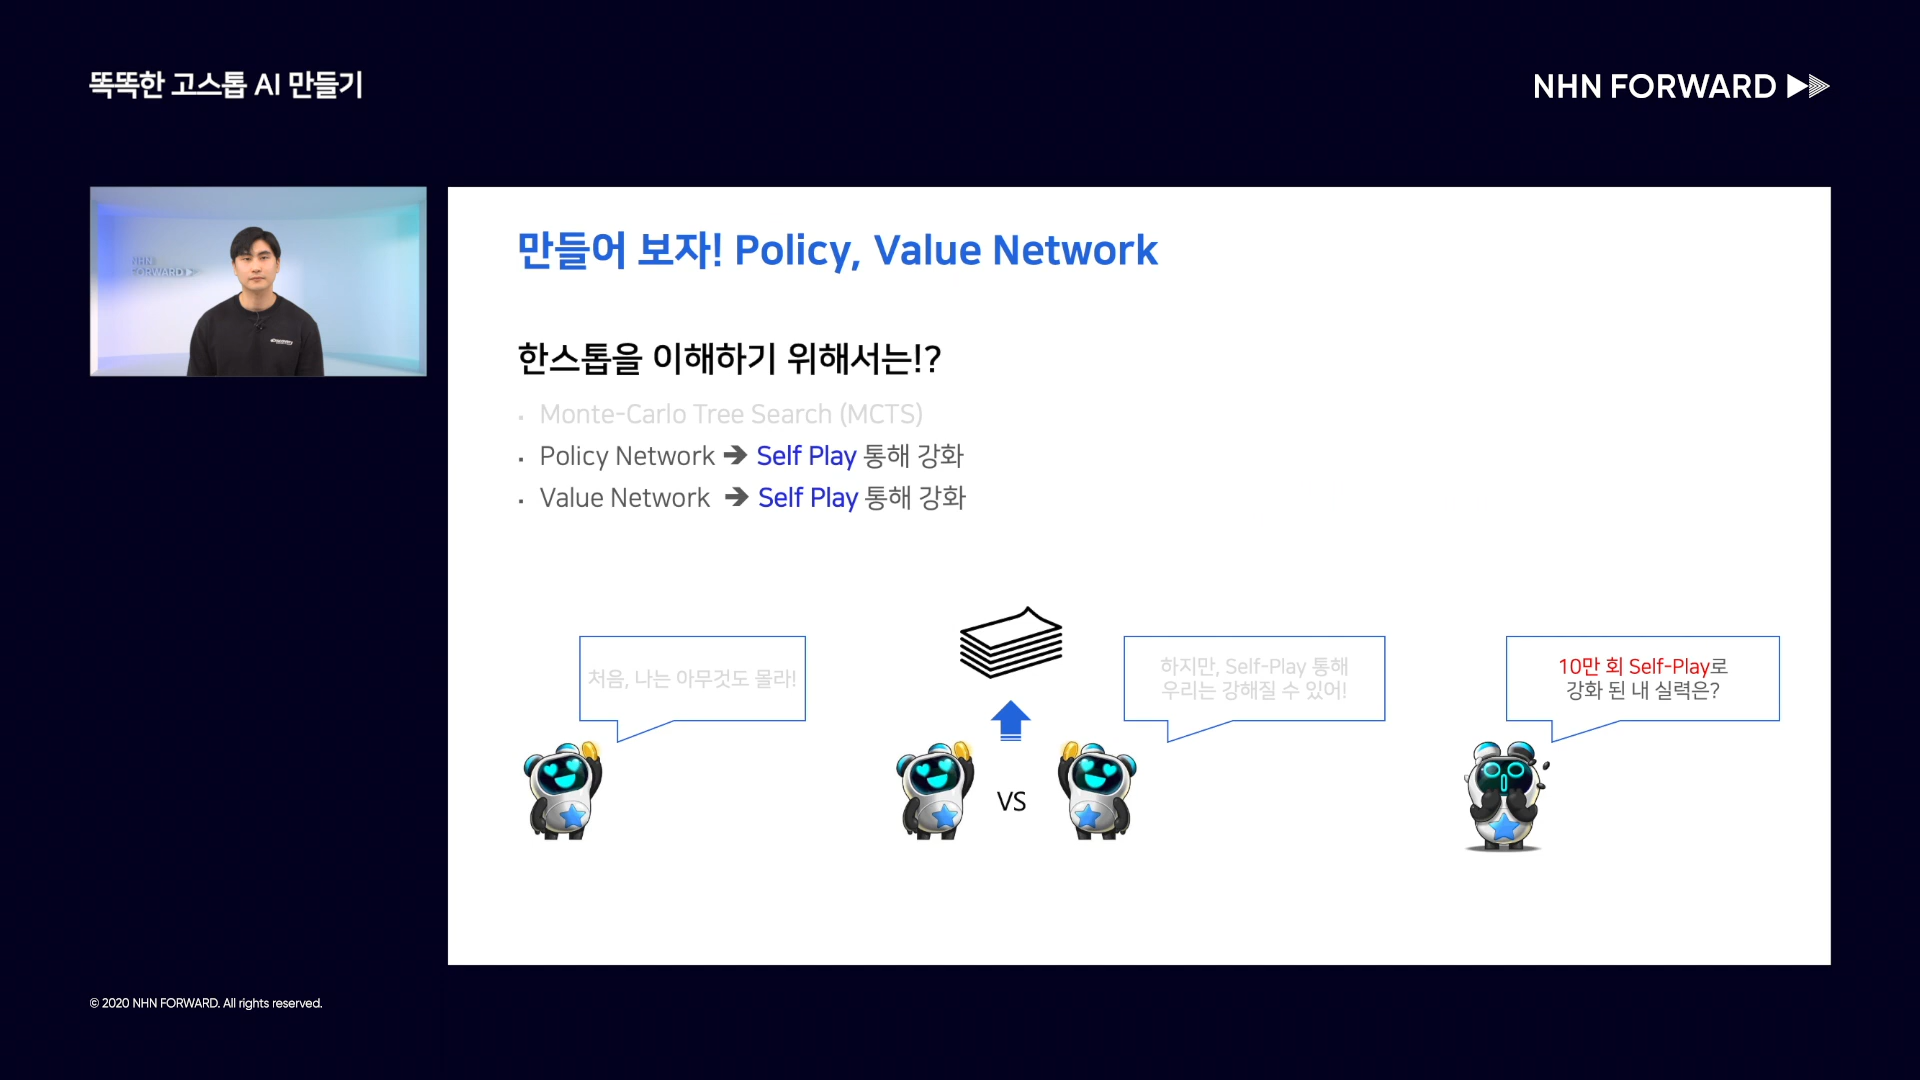 똑똑한 고스톱 AI 만들기
NHN FORWARD
NHN
FORWARD
만들어 보자! Policy, Value Network
한스톱을 이해하기 위해서는!?
· Monte-Carlo Tree Search (MCTS)
· Policy Network ➔ Self Play 통해 강화
· Value Network ➔ Self Play 통해 강화
처음, 나는 아무것도 몰라!
하지만, Self-Play 통해
우리는 강해질 수 있어!
10만 회 Self-Play로
강화 된 내 실력은?
VS
© 2020 NHN FORWARD. All rights reserved.